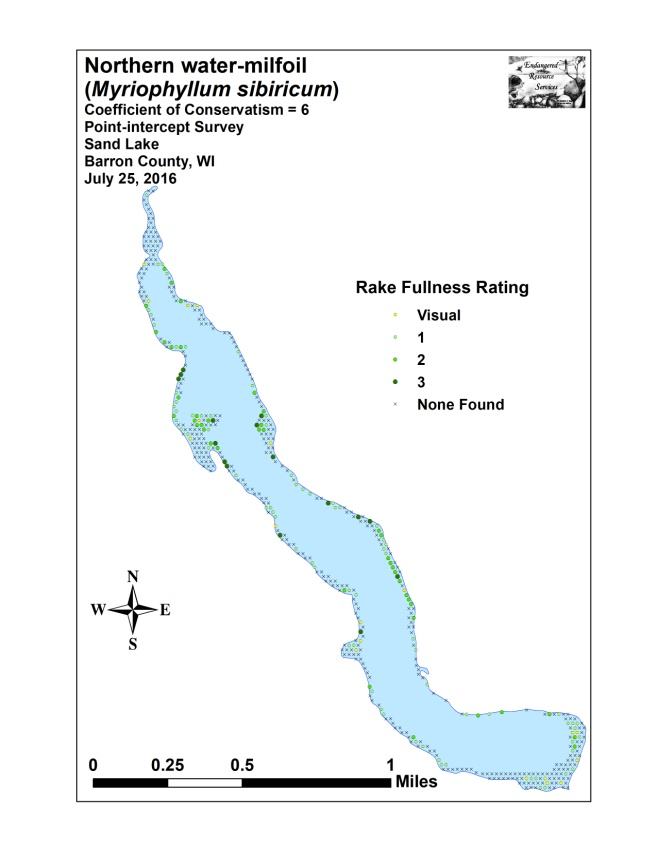 Northern water-milfoil
(Myriophyllum sibiricum)
Coefficient of Conservatism = 6
Point-intercept Survey
Sand Lake
Barron County, WI
July 25, 2016
Endangered
Resource
Services
Rake Fullness Rating
Visual
1
2
3
None Found
N
W
E
S
0 0.25 0.5 1
Miles